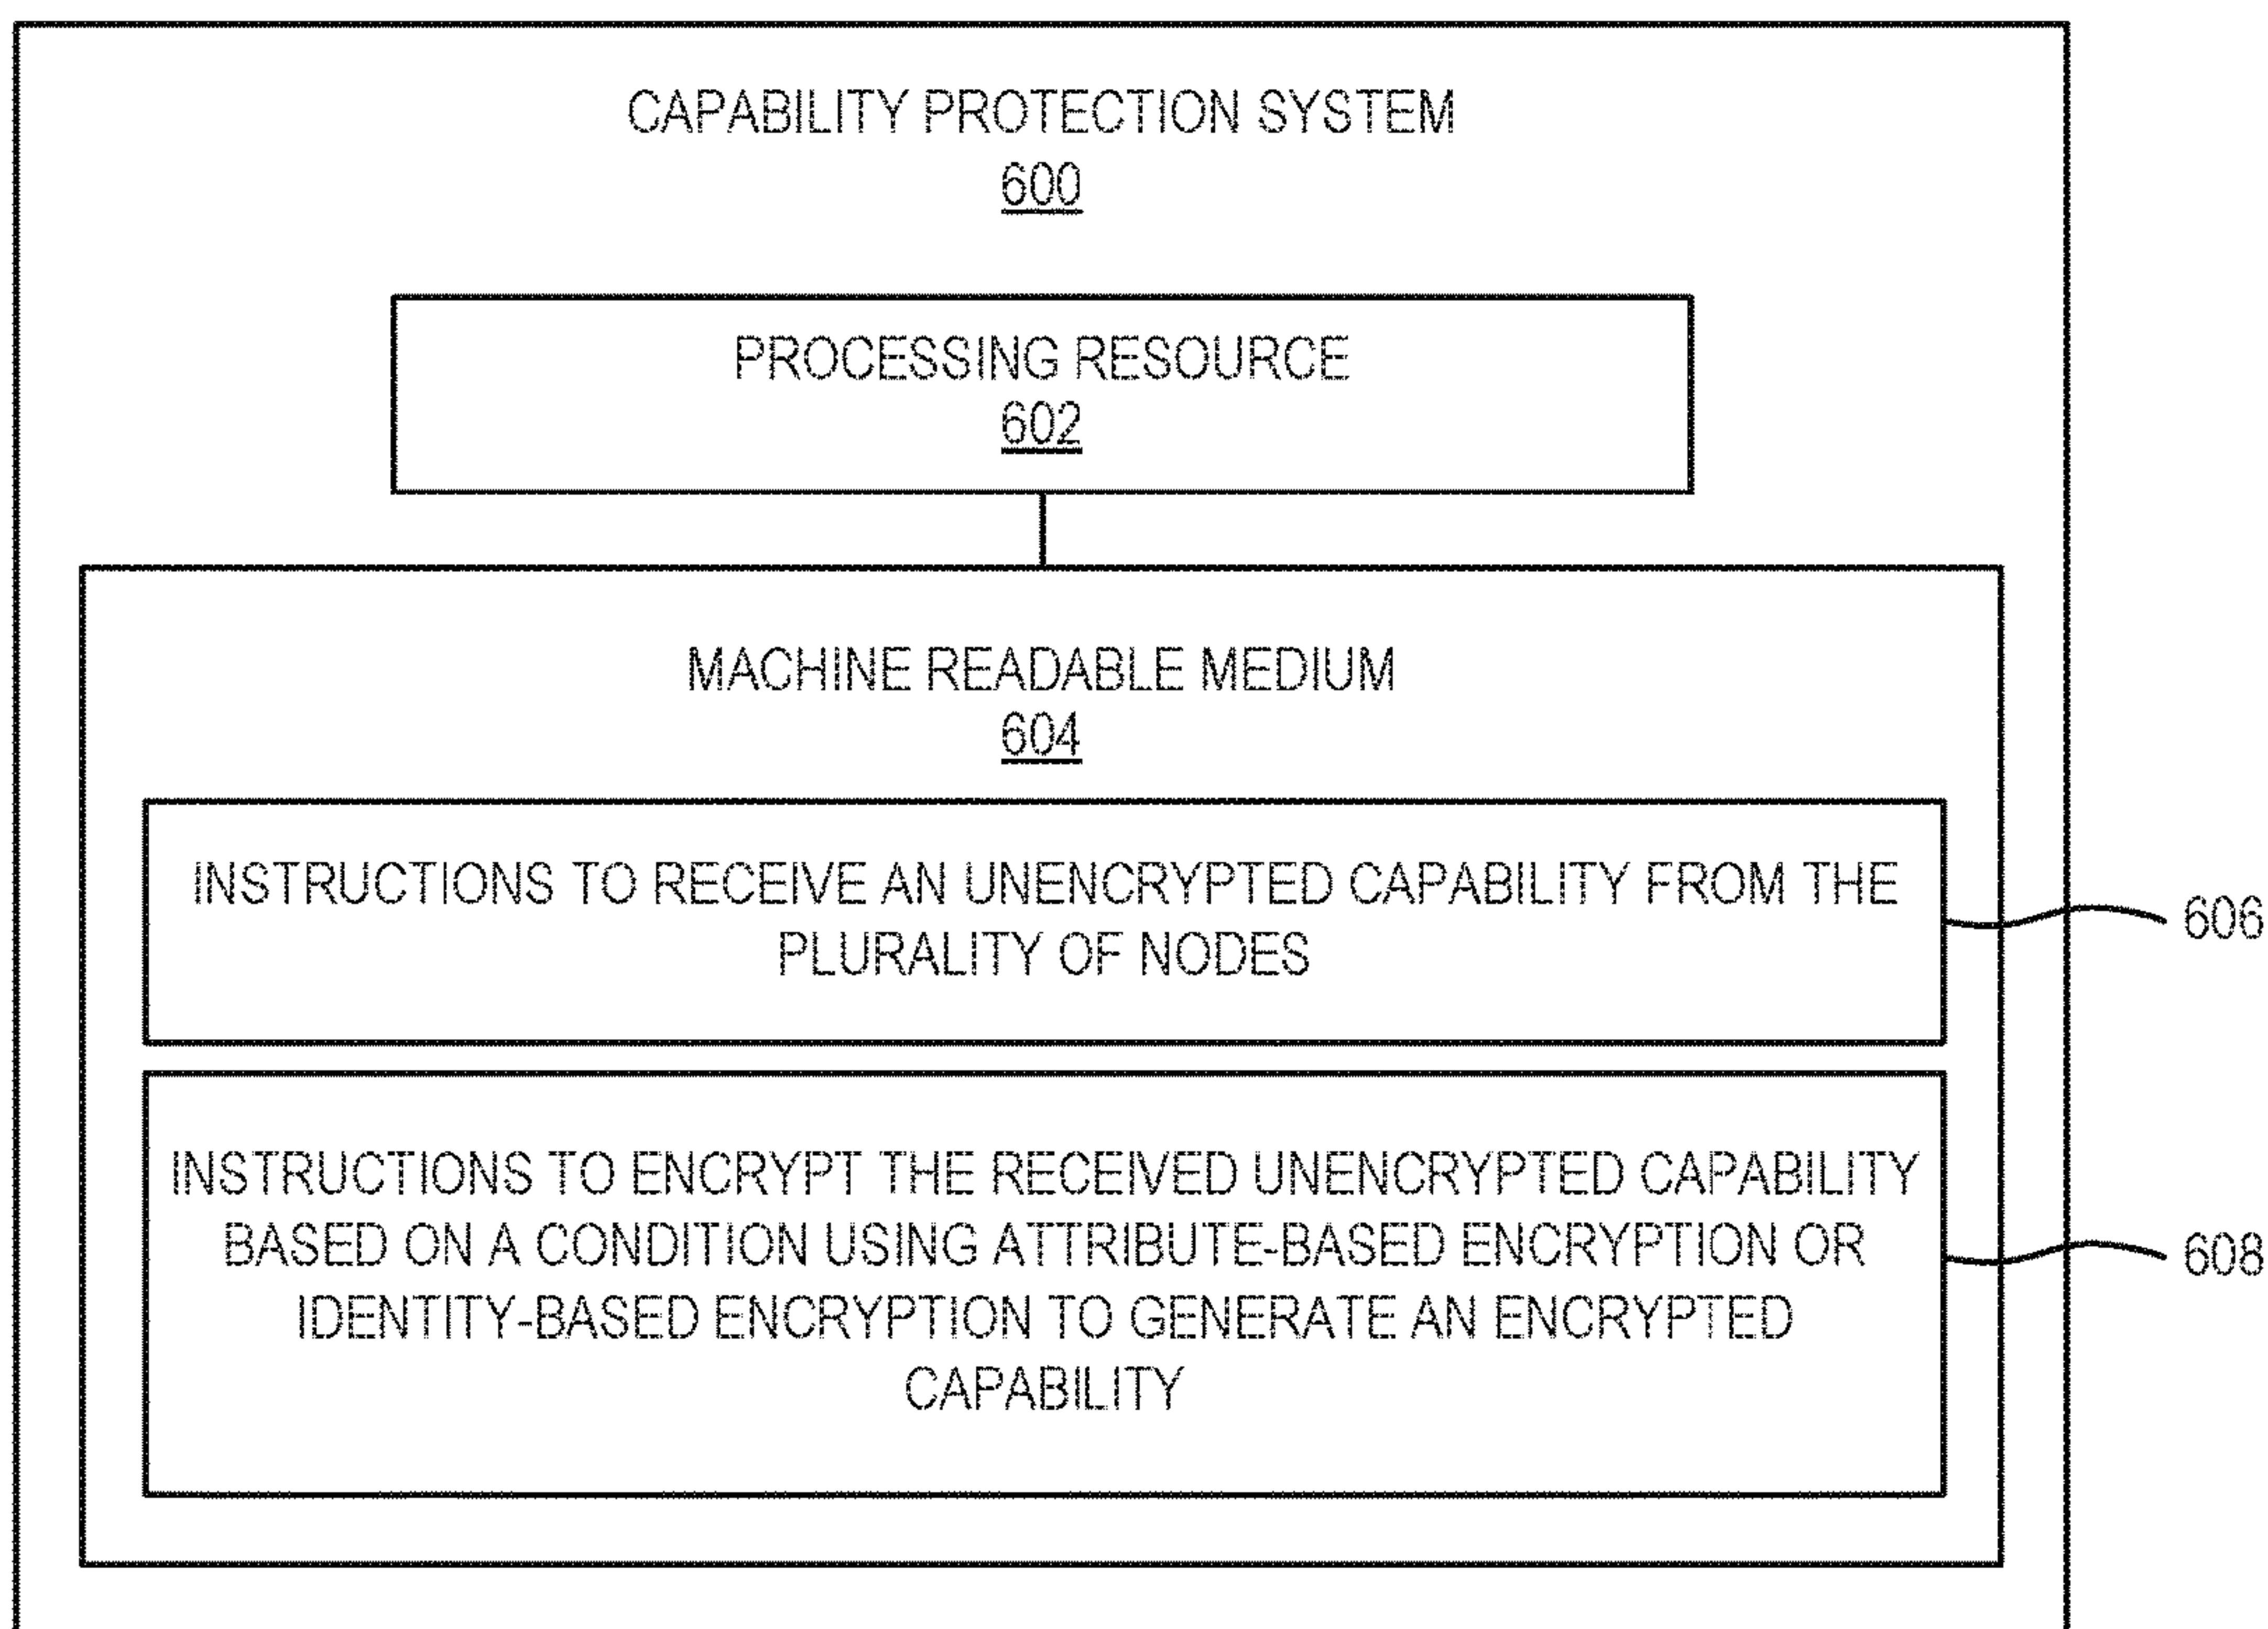 CAPABILITY PROTECTION SYSTEM
600
PROCESSING RESOURCE
602
MACHINE READABLE MEDIUM
604
INSTRUCTIONS TO RECEIVE AN UNENCRYPTED CAPABILITY FROM THE
PLURALITY OF NODES
606
INSTRUCTIONS TO ENCRYPT THE RECEIVED UNENCRYPTED CAPABILITY
BASED ON A CONDITION USING ATTRIBUTE-BASED ENCRYPTION OR
IDENTITY-BASED ENCRYPTION TO GENERATE AN ENCRYPTED
CAPABILITY
608